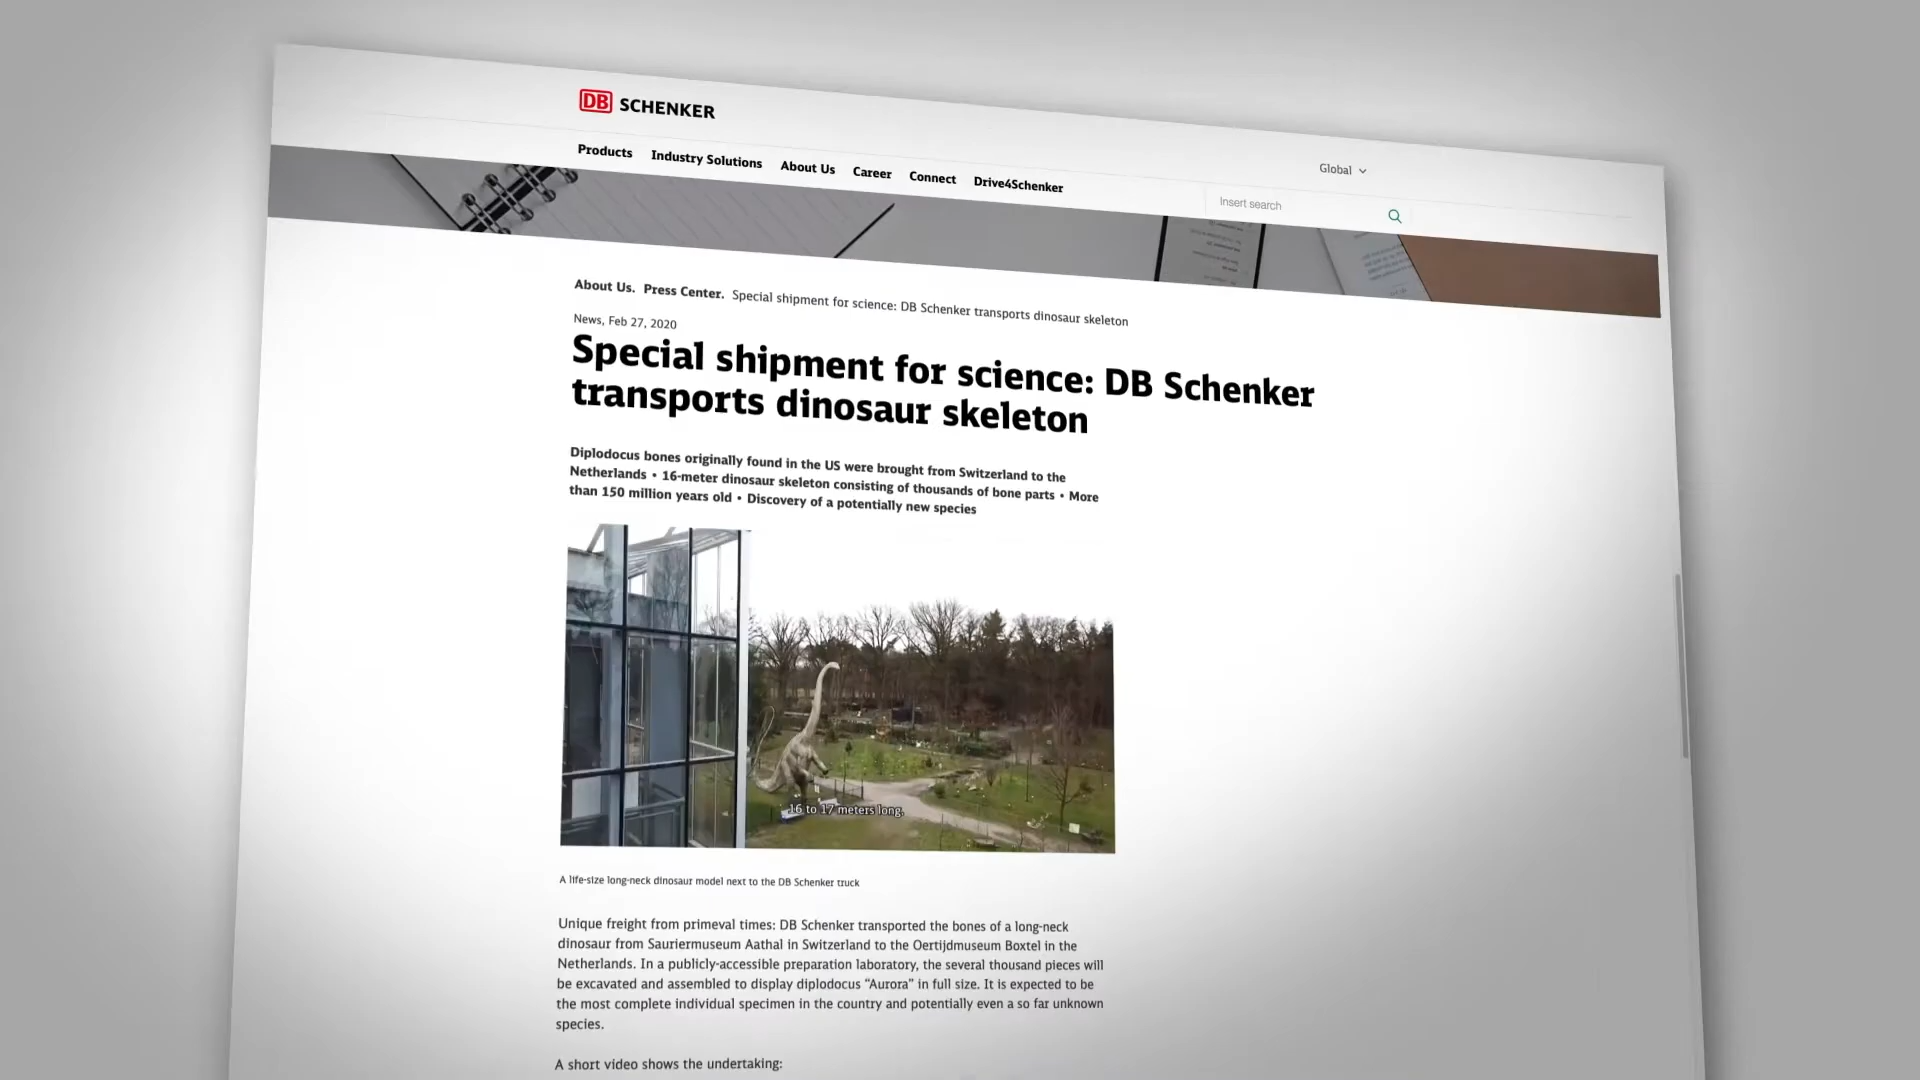 DB SCHENKER
Products Industry Solutions About Us Career Connect Drive4Schenker
Global
Insert search
About Us. Press Center. Special shipment for science: DB Schenker transports dinosaur skeleton
News, Feb 27, 2020
Special shipment for science: DB Schenker
transports dinosaur skeleton
Diplodocus bones originally found in the US were brought from Switzerland to the
Netherlands • 16-meter dinosaur skeleton consisting of thousands of bone parts • More
than 150 million years old • Discovery of a potentially new species
16 to 17 meters long,
A life-size long-neck dinosaur model next to the DB Schenker truck
Unique freight from primeval times: DB Schenker transported the bones of a long-neck
dinosaur from Sauriermuseum Aathal in Switzerland to the Oertijdmuseum Boxtel in the
Netherlands. In a publicly-accessible preparation laboratory, the several thousand pieces will
be excavated and assembled to display diplodocus “Aurora” in full size. It is expected to be
the most complete individual specimen in the country and potentially even a so far unknown
species.
A short video shows the undertaking: